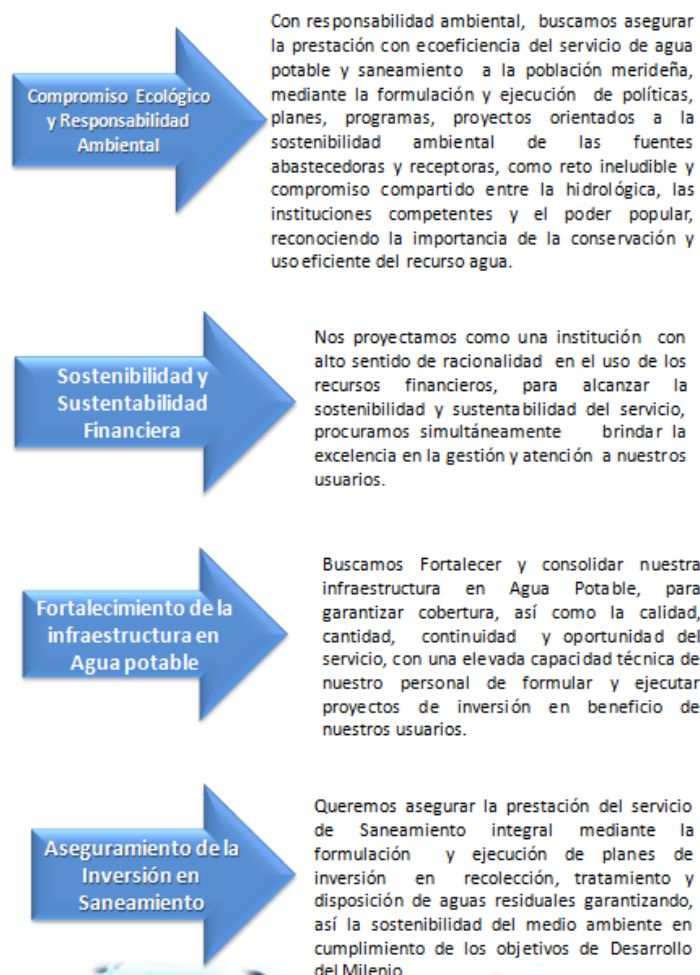 Compromiso Ecológico
y Responsabilidad
Ambiental
Con responsabilidad ambiental, buscamos asegurar
la prestación con ecoeficiencia del servicio de agua
potable y saneamiento a la población merideña,
mediante la formulación y ejecución de políticas,
planes, programas, proyectos orientados a la
sostenibilidad ambiental de las fuentes
abastecedoras y receptoras, como reto ineludible y
compromiso compartido entre la hidrológica, las
instituciones competentes y el poder popular,
reconociendo la importancia de la conservación y
uso eficiente del recurso agua.
Sostenibilidad y
Sustentabilidad
Financiera
Nos proyectamos como una institución con
alto sentido de racionalidad en el uso de los
recursos financieros, para alcanzar la
sostenibilidad y sustentabilidad del servicio,
procuramos simultáneamente brindar la
excelencia en la gestión y atención a nuestros
usuarios.
Fortalecimiento de la
infraestructura en
Agua potable
Buscamos Fortalecer y consolidar nuestra
infraestructura en Agua Potable, para
garantizar cobertura, así como la calidad,
cantidad, continuidad y oportunidad del
servicio, con una elevada capacidad técnica de
nuestro personal de formular y ejecutar
proyectos de inversión en beneficio de
nuestros usuarios.
Aseguramiento de la
Inversión en
Saneamiento
Queremos asegurar la prestación del servicio
de Saneamiento integral mediante la
formulación y ejecución de planes de
inversión en recolección, tratamiento y
disposición de aguas residuales garantizando,
así la sostenibilidad del medio ambiente en
cumplimiento de los objetivos de Desarrollo
del Milenio